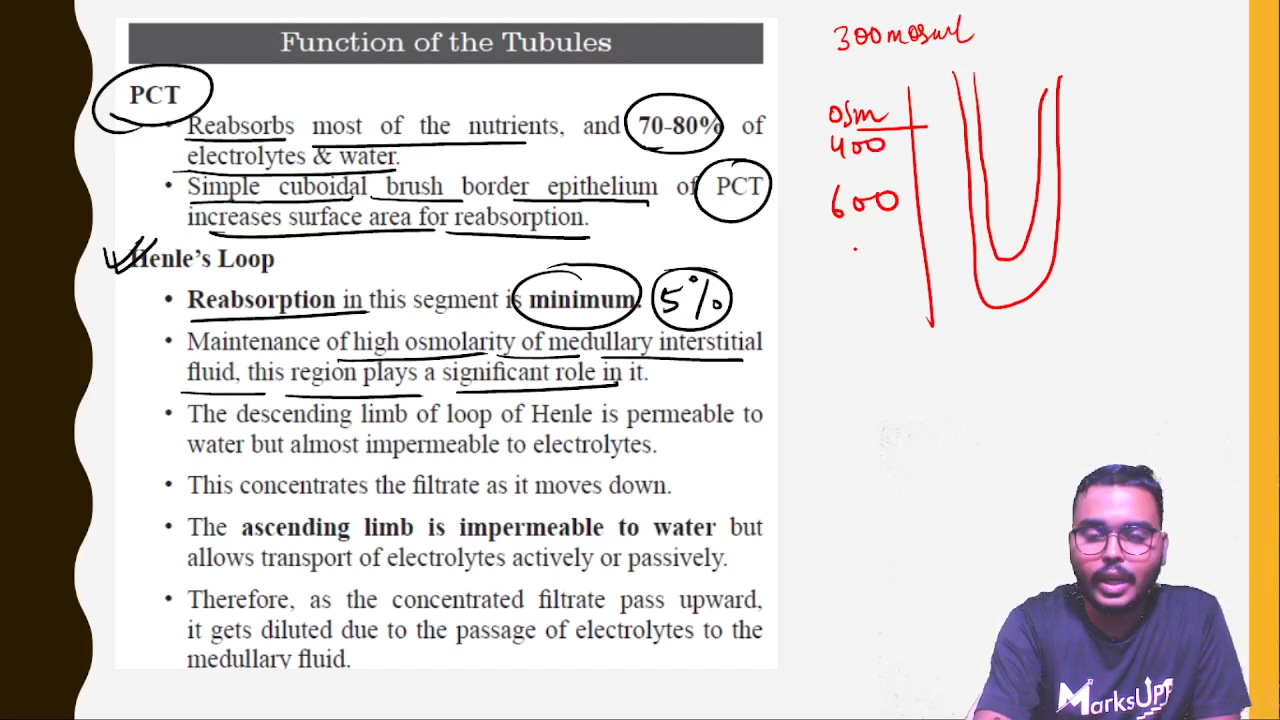 Function of the Tubules
PCT
• Reabsorbs most of the nutrients, and 70-80% of
electrolytes & water.
• Simple cuboidal brush border epithelium of PCT
increases surface area for reabsorption.
Henle's Loop
• Reabsorption in this segment is minimum. 5%
• Maintenance of high osmolarity of medullary interstitial
fluid, this region plays a significant role in it.
• The descending limb of loop of Henle is permeable to
water but almost impermeable to electrolytes.
• This concentrates the filtrate as it moves down.
• The ascending limb is impermeable to water but
allows transport of electrolytes actively or passively.
• Therefore, as the concentrated filtrate pass upward,
it gets diluted due to the passage of electrolytes to the
medullary fluid.
osm
400
600
MarksUPP